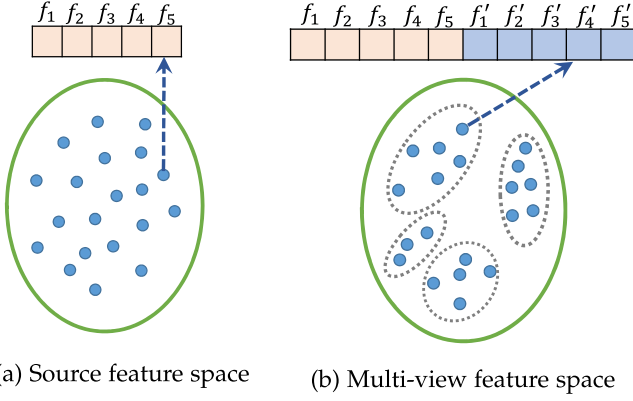 f₁ f₂ f₃ f₄ f₅
f₁ f₂ f₃ f₄ f₅ f₁′ f₂′ f₃′ f₄′ f₅′
(a) Source feature space
(b) Multi-view feature space